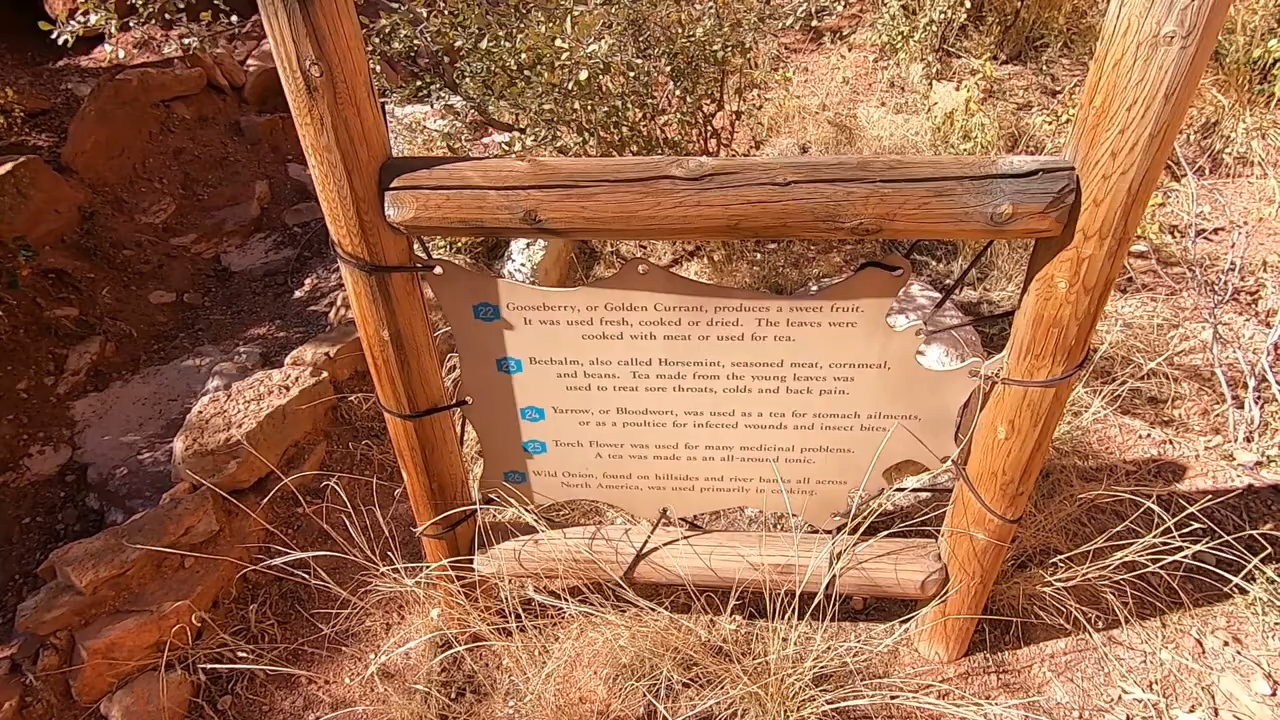 22 Gooseberry, or Golden Currant, produces a sweet fruit.
It was used fresh, cooked or dried. The leaves were
cooked with meat or used for tea.
23 Beebalm, also called Horsemint, seasoned meat, cornmeal,
and beans. Tea made from the young leaves was
used to treat sore throats, colds and back pain.
24 Yarrow, or Bloodwort, was used as a tea for stomach ailments,
or as a poultice for infected wounds and insect bites.
25 Torch Flower was used for many medicinal problems.
A tea was made as an all-around tonic.
26 Wild Onion, found on hillsides and river banks all across
North America, was used primarily in cooking.